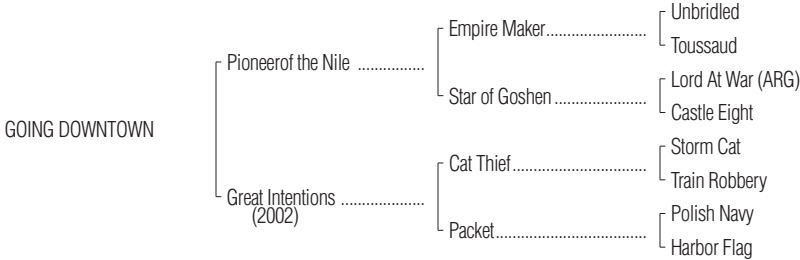 Unbridled
Empire Maker........................
Toussaud
Pioneerof the Nile ................
Lord At War (ARG)
Star of Goshen ......................
Castle Eight
GOING DOWNTOWN
Storm Cat
Cat Thief................................
Train Robbery
Great Intentions ....................
(2002)
Polish Navy
Packet....................................
Harbor Flag